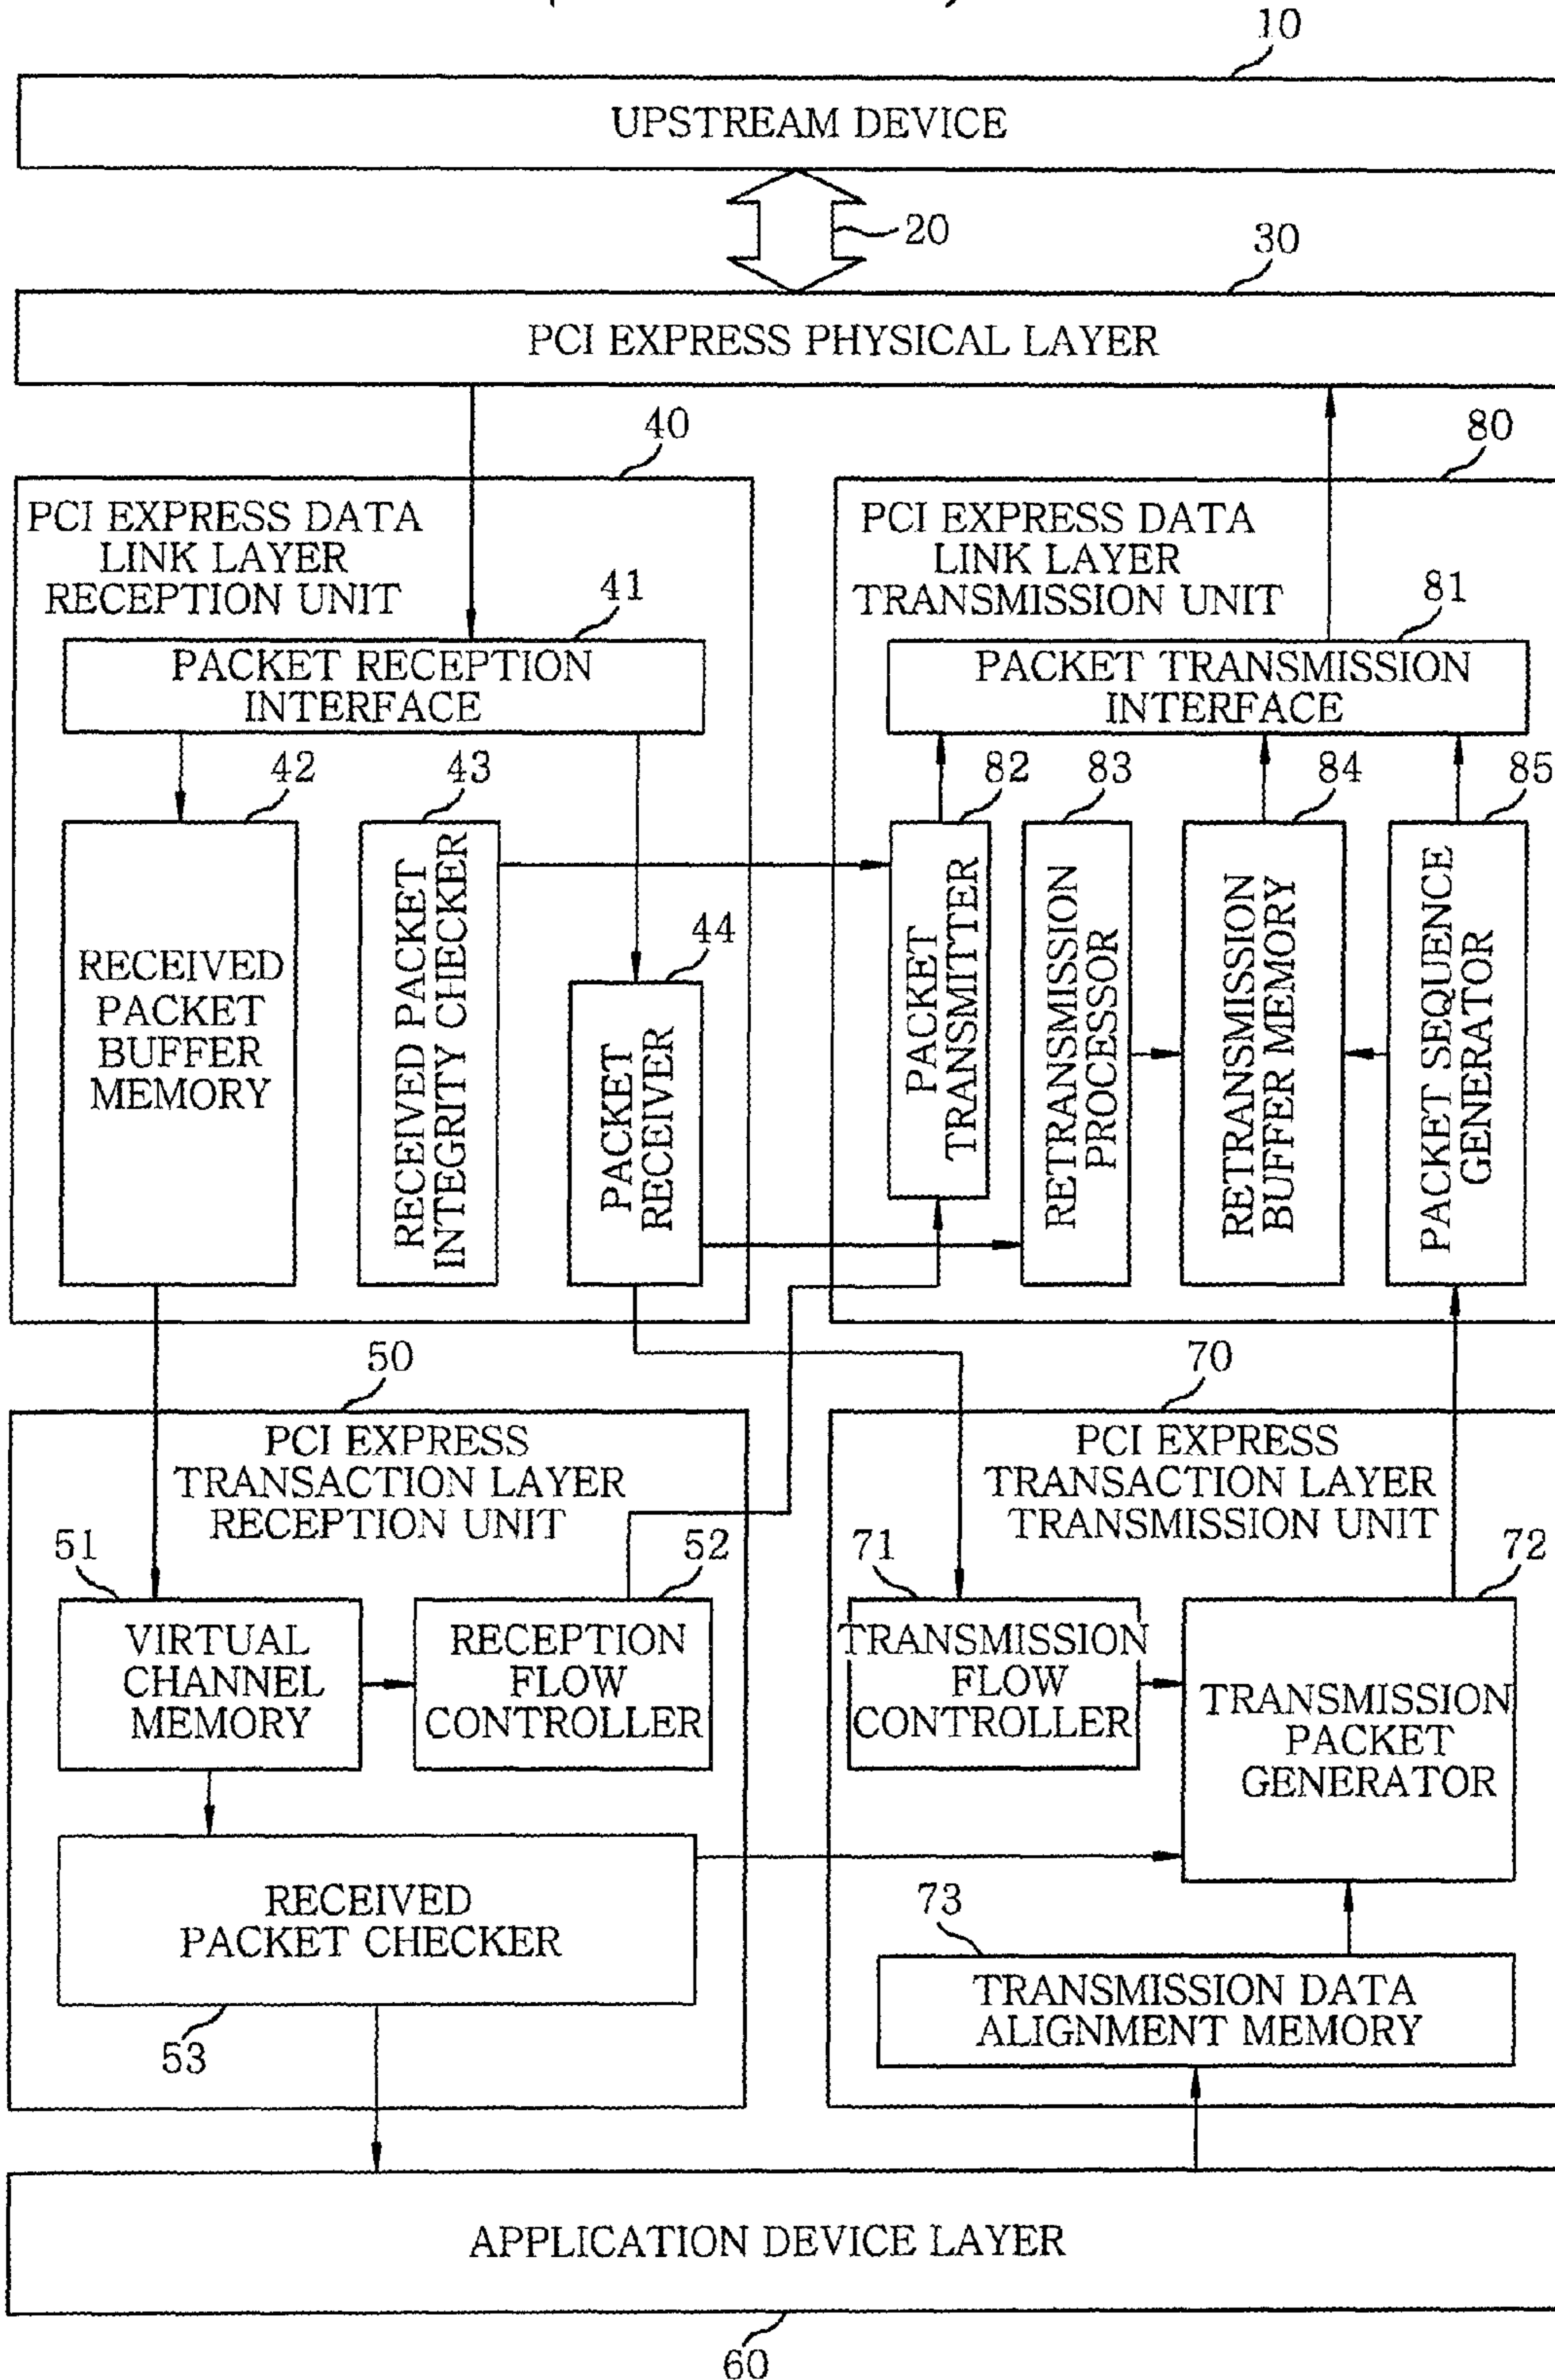 10
UPSTREAM DEVICE
20
30
PCI EXPRESS PHYSICAL LAYER
40
80
PCI EXPRESS DATA
LINK LAYER
RECEPTION UNIT
PCI EXPRESS DATA
LINK LAYER
TRANSMISSION UNIT
41
81
PACKET RECEPTION
INTERFACE
PACKET TRANSMISSION
INTERFACE
42
43
82
83
84
85
RECEIVED
PACKET
BUFFER
MEMORY
RECEIVED PACKET
INTEGRITY CHECKER
44
PACKET
RECEIVER
PACKET
TRANSMITTER
RETRANSMISSION
PROCESSOR
RETRANSMISSION
BUFFER MEMORY
PACKET SEQUENCE
GENERATOR
50
70
PCI EXPRESS
TRANSACTION LAYER
RECEPTION UNIT
PCI EXPRESS
TRANSACTION LAYER
TRANSMISSION UNIT
51
52
71
72
VIRTUAL
CHANNEL
MEMORY
RECEPTION
FLOW
CONTROLLER
TRANSMISSION
FLOW
CONTROLLER
TRANSMISSION
PACKET
GENERATOR
RECEIVED
PACKET CHECKER
53
73
TRANSMISSION DATA
ALIGNMENT MEMORY
APPLICATION DEVICE LAYER
60